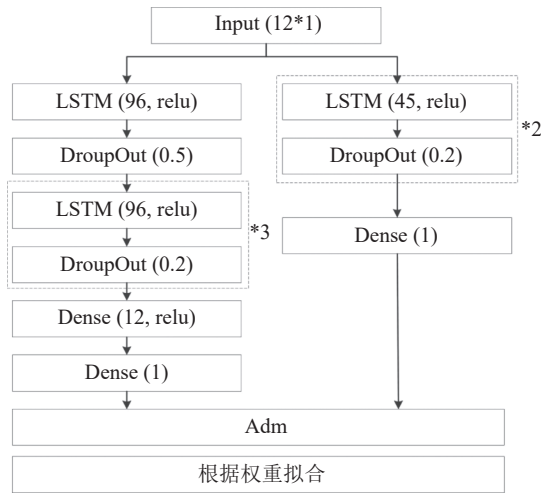 Input (12*1)
LSTM (96, relu)
DroupOut (0.5)
LSTM (96, relu)
DroupOut (0.2)
*3
Dense (12, relu)
Dense (1)
LSTM (45, relu)
DroupOut (0.2)
*2
Dense (1)
Adm
根据权重拟合